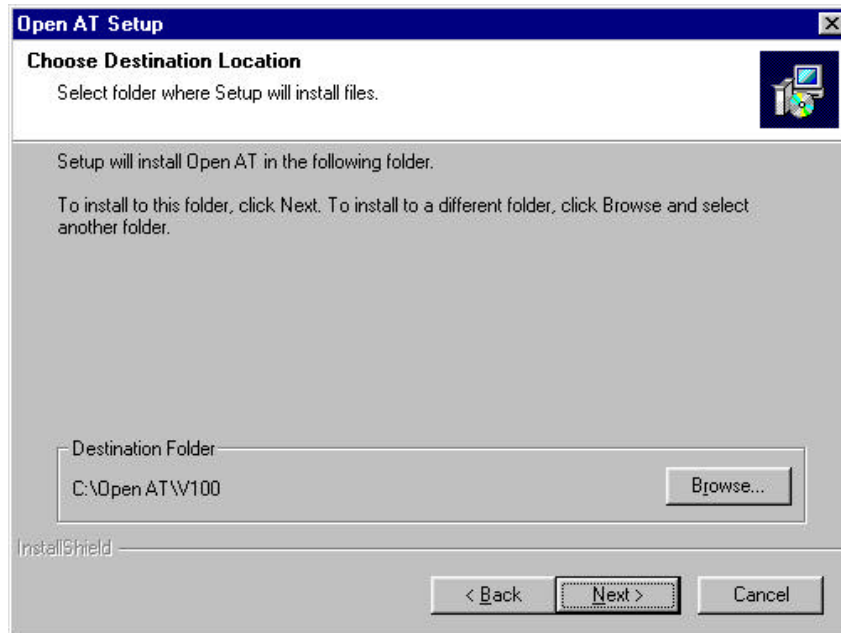 Open AT Setup
Choose Destination Location
Select folder where Setup will install files.
Setup will install Open AT in the following folder.
To install to this folder, click Next. To install to a different folder, click Browse and select
another folder.
Destination Folder
C:\Open AT\V100
Browse...
InstallShield
< Back
Next >
Cancel